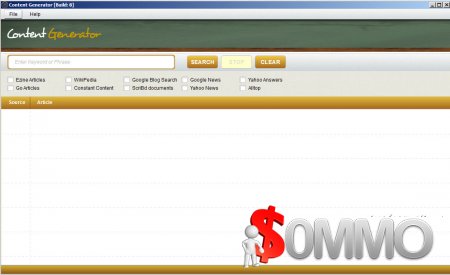 Content Generator [Build: 6]
File Help
Content Generator
Enter Keyword or Phrase SEARCH STOP CLEAR
Ezine Articles WikiPedia Google Blog Search Google News Yahoo Answers
Go Articles Constant Content ScriBd documents Yahoo News Alltop
Source Article
$0MMO